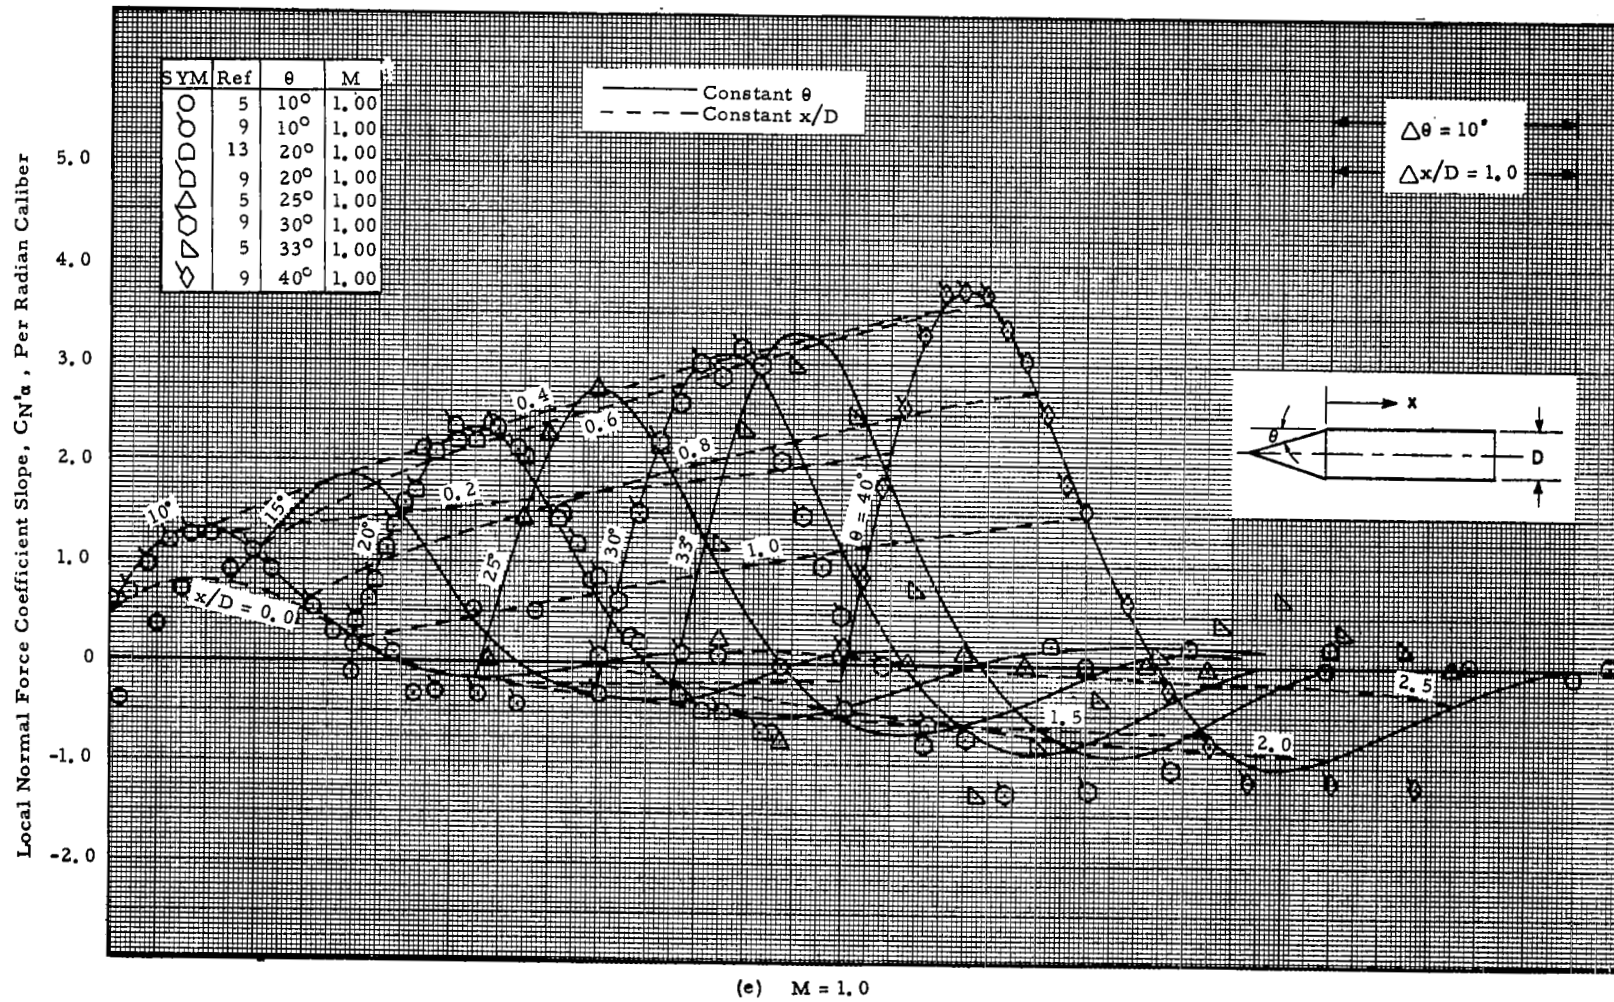 SYM Ref θ M
5 10° 1.00
9 10° 1.00
13 20° 1.00
9 20° 1.00
5 25° 1.00
9 30° 1.00
5 33° 1.00
9 40° 1.00
Constant θ
Constant x/D
△θ = 10°
△x/D = 1.0
Local Normal Force Coefficient Slope, CN'α, Per Radian Caliber
5.0
4.0
3.0
2.0
1.0
0
-1.0
-2.0
10°
15°
20°
25°
30°
33°
θ = 40°
x/D = 0.0
0.2
0.4
0.6
0.8
1.0
1.5
2.0
2.5
x
θ
D
(e) M = 1.0